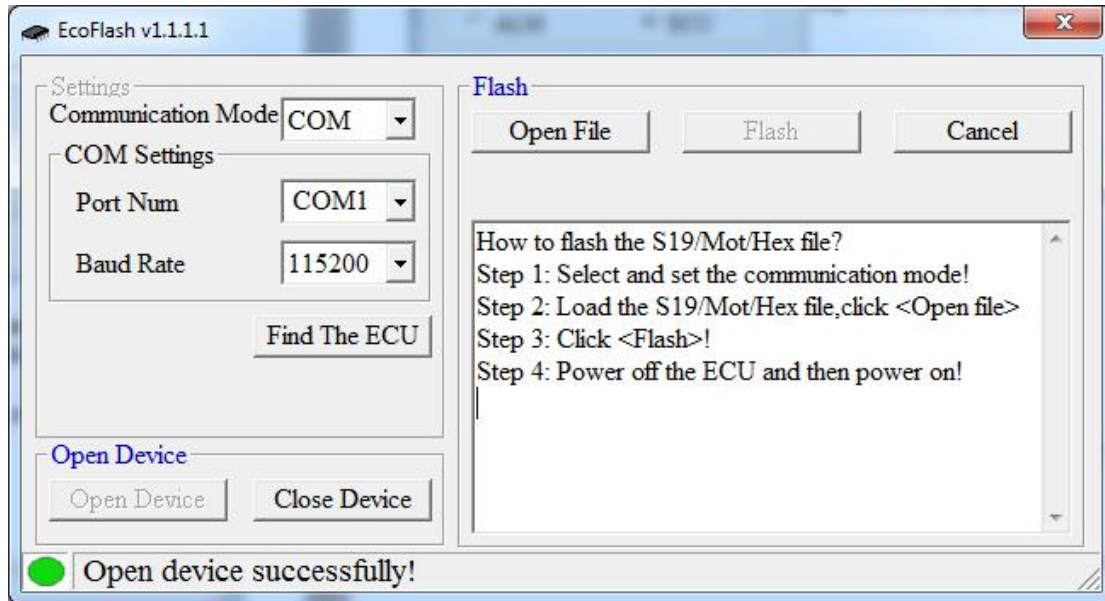 EcoFlash v1.1.1.1
Settings
Communication Mode COM
COM Settings
Port Num COM1
Baud Rate 115200
Find The ECU
Open Device
Open Device Close Device
Flash
Open File Flash Cancel
How to flash the S19/Mot/Hex file?
Step 1: Select and set the communication mode!
Step 2: Load the S19/Mot/Hex file,click <Open file>
Step 3: Click <Flash>!
Step 4: Power off the ECU and then power on!
Open device successfully!